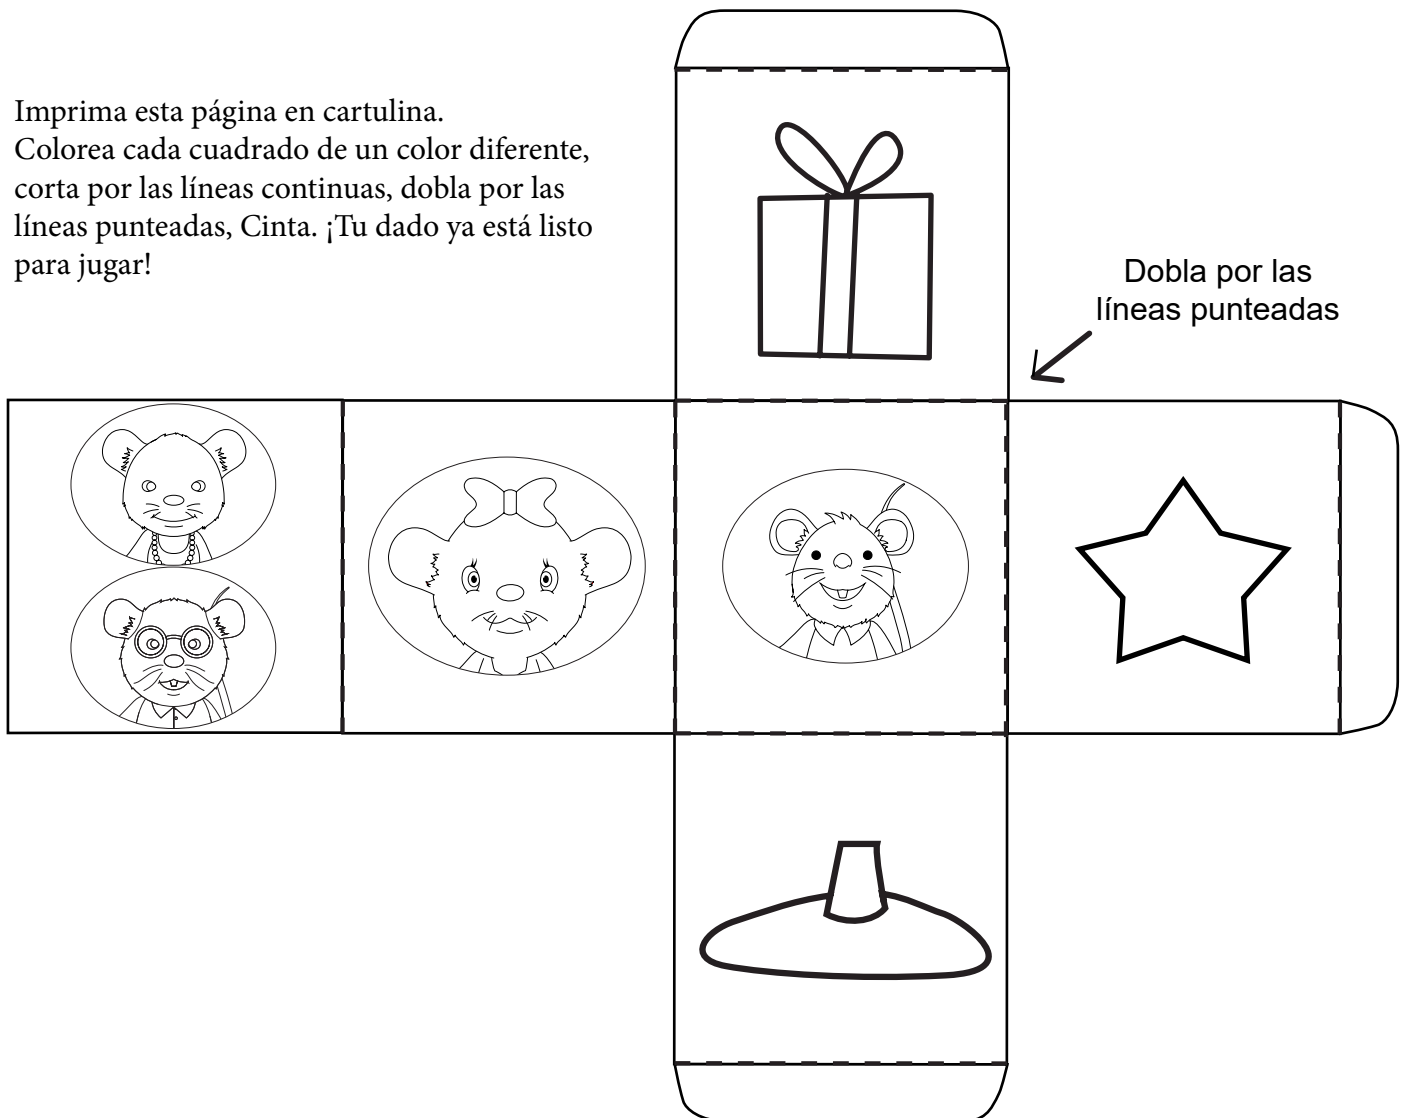 Imprima esta página en cartulina.
Colorea cada cuadrado de un color diferente,
corta por las líneas continuas, dobla por las
líneas punteadas, Cinta. ¡Tu dado ya está listo
para jugar!
Dobla por las
líneas punteadas